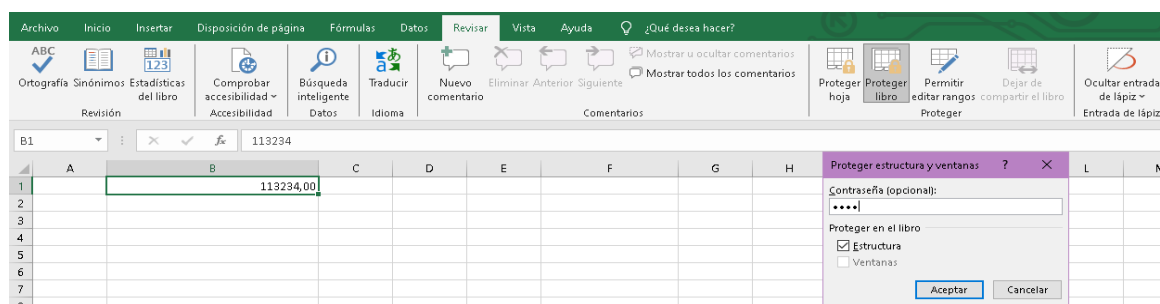 Archivo Inicio Insertar Disposición de página Fórmulas Datos Revisar Vista Ayuda ¿Qué desea hacer?
ABC
Ortografía Sinónimos Estadísticas del libro
123
Revisión
Comprobar accesibilidad
Accesibilidad
Búsqueda inteligente
Datos
Traducir
Idioma
Nuevo comentario
Eliminar Anterior Siguiente
Mostrar u ocultar comentarios
Mostrar todos los comentarios
Comentarios
Proteger hoja
Proteger libro
Permitir editar rangos
Dejar de compartir el libro
Proteger
Ocultar entrada de lápiz
Entrada de lápiz
B1 fx 113234
A B C D E F G H L
1 113234,00
2
3
4
5
6
7
Proteger estructura y ventanas ? ×
Contraseña (opcional):
••••
Proteger en el libro
Estructura
Ventanas
Aceptar Cancelar